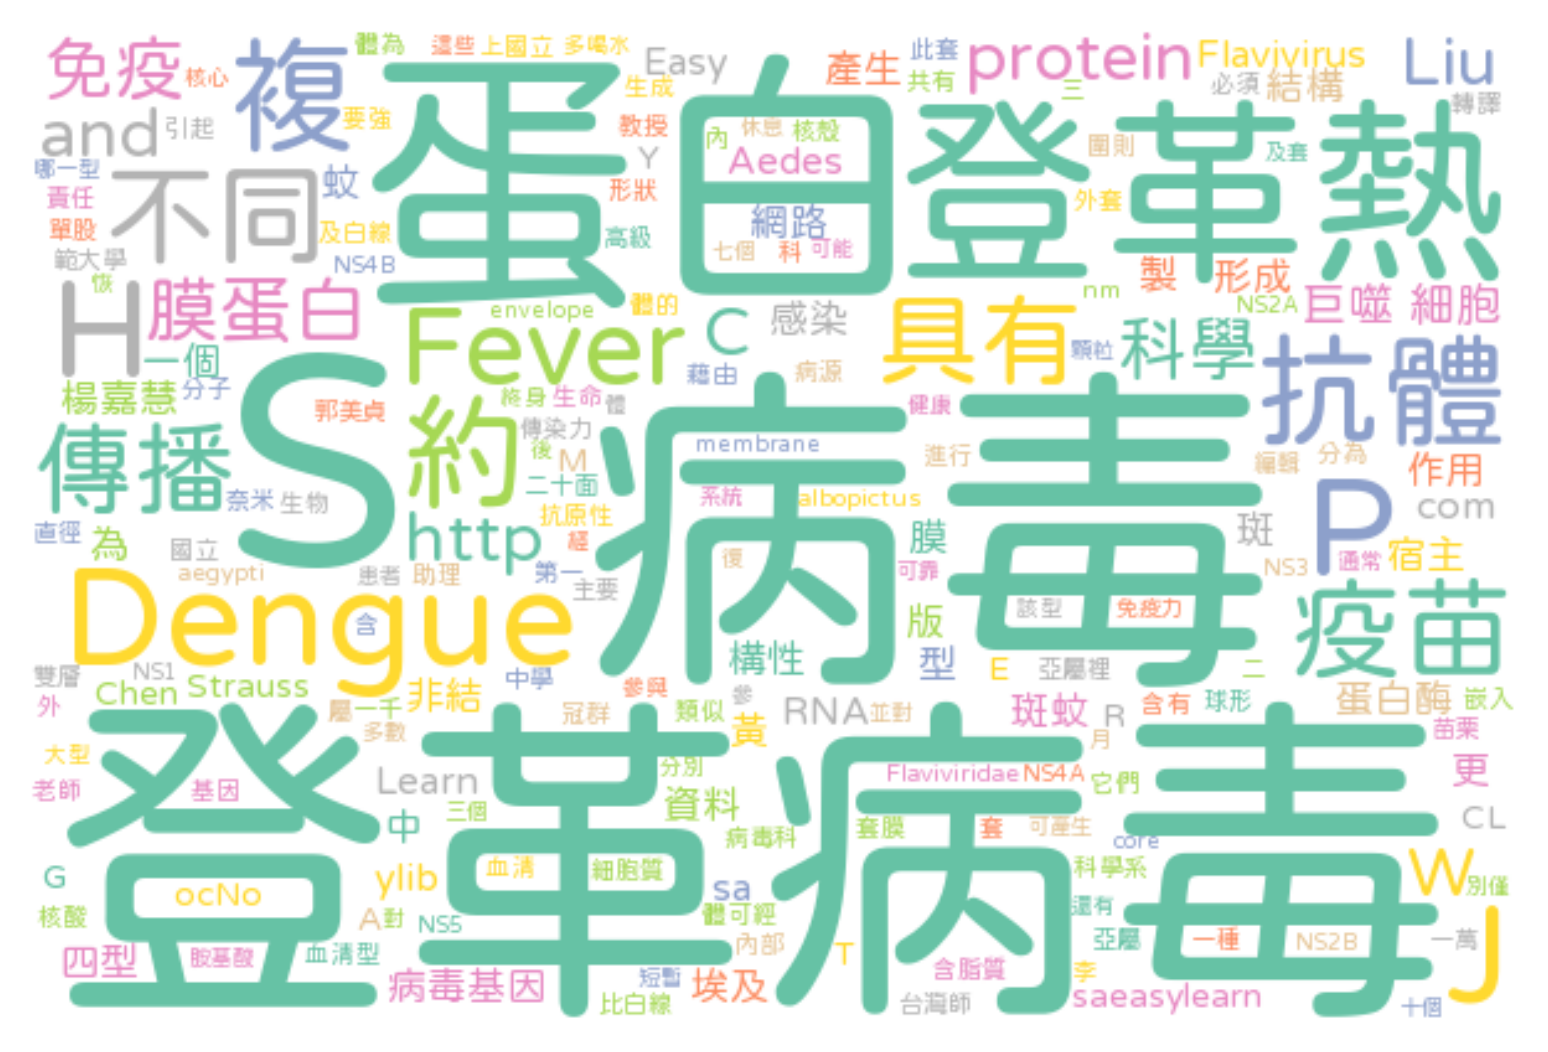 免疫
核心
複
體為
這些
上國立
多喝水
Easy
生成
產生
此套
共有
protein
Flavivirus
必須
結構
三
Liu
轉譯
and
引起
要強
蛋白
教授
Y
形狀
內
休息
核殼
Aedes
網路
七個
科
可能
登革熱
圍則
及套
外套
哪一型
責任
單股
範大學
不同
蚊
及白線
NS4B
高級
恢
H
膜蛋白
一個
envelope
體的
Fever
C
感染
具有
nm
製
形成
NS2A
巨噬
細胞
顆粒
科學
抗體
楊嘉慧
分子
郭美貞
S
約
終身
生命
體
藉由
病源
傳染力
後
M
二十面
健康
傳播
奈米
生物
直徑
為
國立
aegypti
患者
助理
http
抗原性
經
第一
主要
病毒
membrane
系統
albopictus
復
進行
編輯
分為
作用
com
P
斑
膜
可靠
NS3
通常
宿主
Dengue
含
版
該型
免疫力
疫苗
構性
型
E
亞屬裡
二
雙層
NS1
Chen
Strauss
外
屬
一千
非結
中學
參與
參
冠群
類似
黃
RNA
並對
斑蚊
R
含有
球形
蛋白酶
嵌入
苗栗
月
多數
大型
老師
登革病毒
基因
Learn
分別
三個
資料
中
病毒科
Flaviviridae
NS4A
它們
更
套膜
套
可產生
core
CL
G
ocNo
ylib
血清
細胞質
sa
科學系
W
別僅
核酸
A
對
NS5
體可經
還有
J
四型
胺基酸
血清型
內部
T
含脂質
亞屬
一種
NS2B
一萬
病毒基因
短暫
埃及
李
比白線
台灣師
saeasylearn
十個